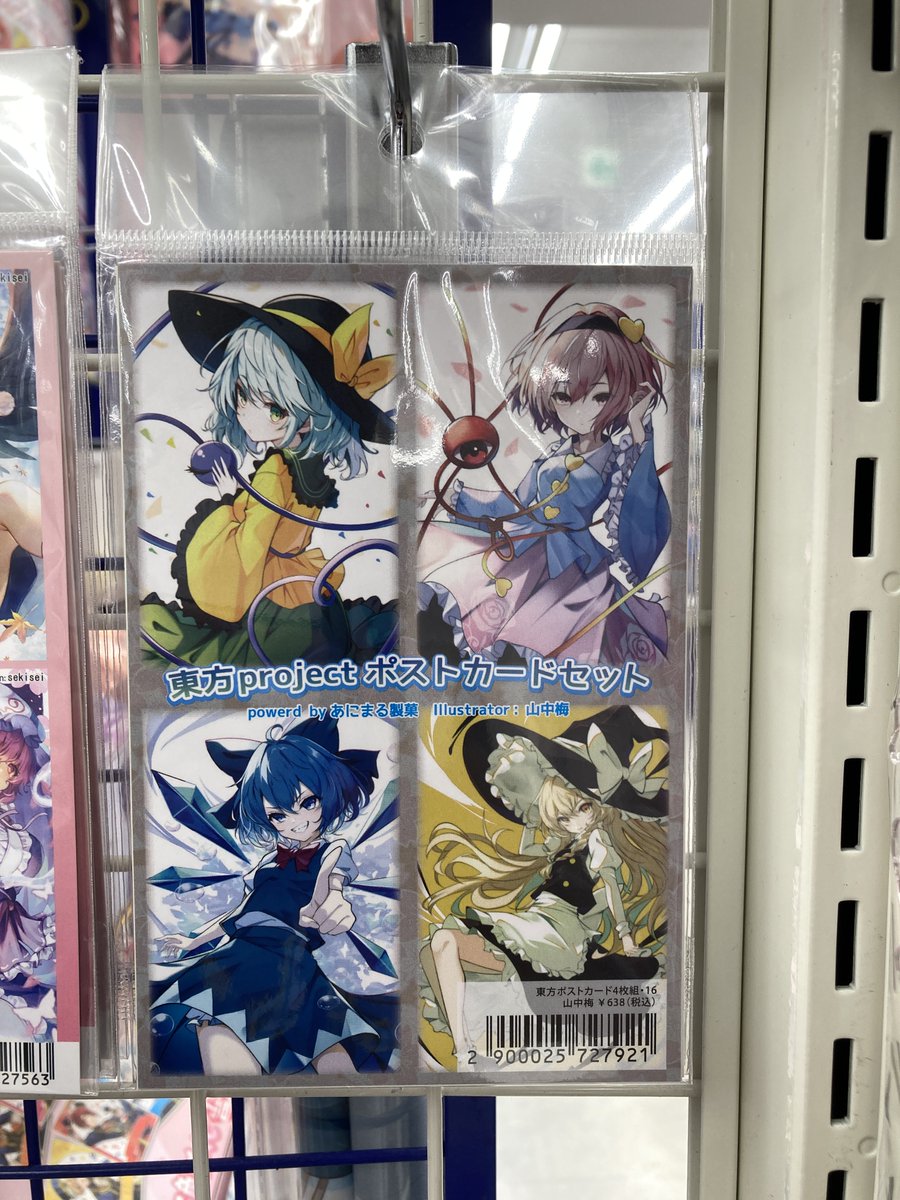 kisei
n:sekisei
東方project ポストカードセット
powerd by あにまる製菓 Illustrator: 山中梅
東方ポストカード4枚組・16
山中梅 ¥638(税込)
2 900025 727921
27563